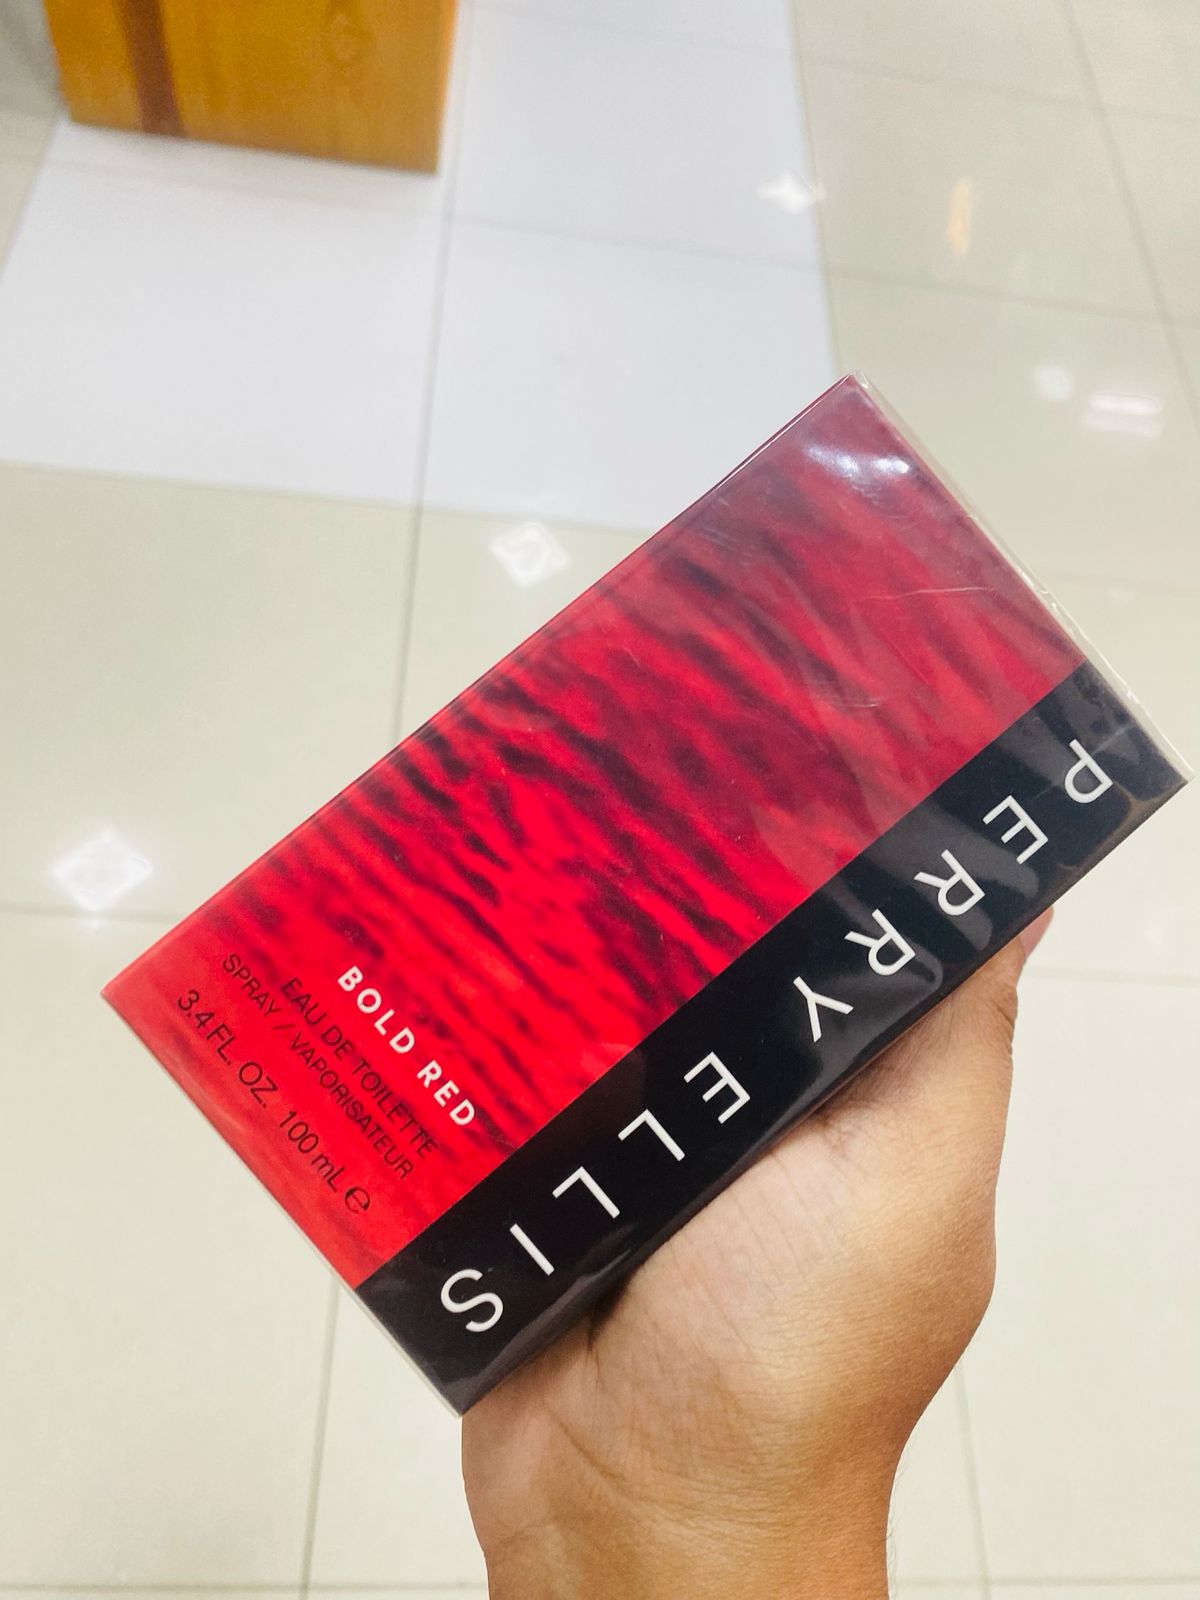 PERRY ELLIS
BOLD RED
EAU DE TOILETTE
SPRAY / VAPORISATEUR
3.4 FL. OZ. 100 mL ℮